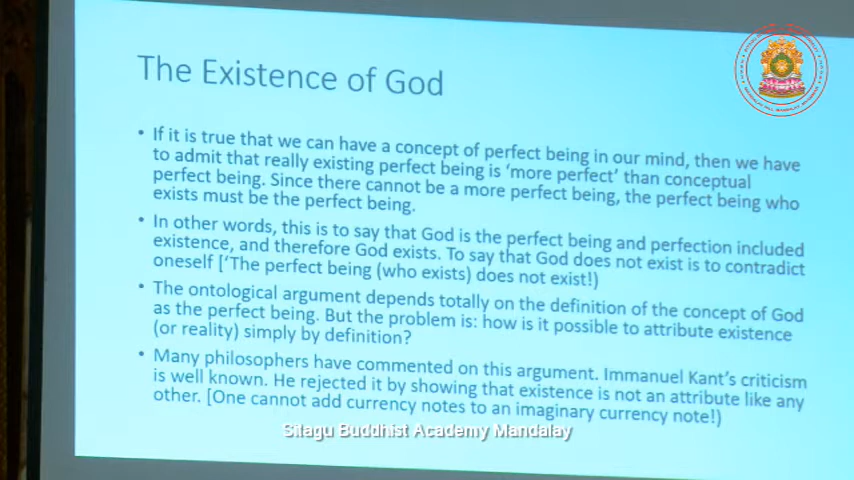 The Existence of God
• If it is true that we can have a concept of perfect being in our mind, then we have
to admit that really existing perfect being is 'more perfect' than conceptual
perfect being. Since there cannot be a more perfect being, the perfect being who
exists must be the perfect being.
• In other words, this is to say that God is the perfect being and perfection included
existence, and therefore God exists. To say that God does not exist is to contradict
oneself ['The perfect being (who exists) does not exist!)
• The ontological argument depends totally on the definition of the concept of God
as the perfect being. But the problem is: how is it possible to attribute existence
(or reality) simply by definition?
• Many philosophers have commented on this argument. Immanuel Kant's criticism
is well known. He rejected it by showing that existence is not an attribute like any
other. [One cannot add currency notes to an imaginary currency note!)
Sitagu Buddhist Academy Mandalay